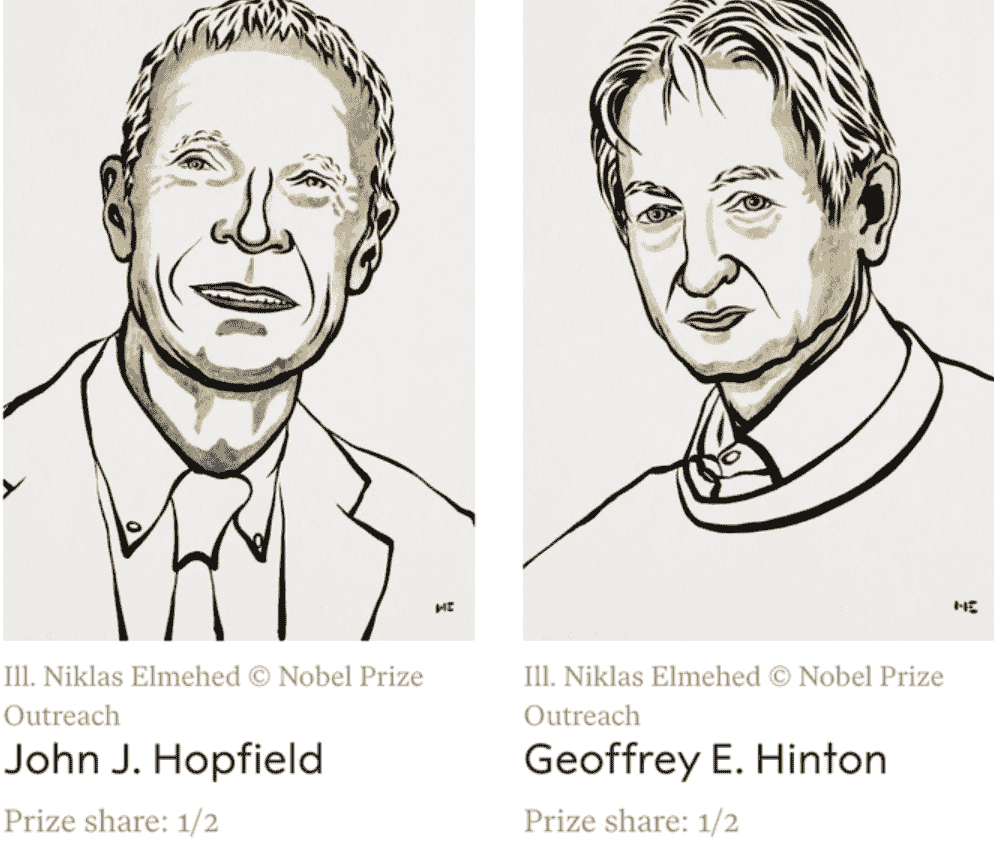 Ill. Niklas Elmehed © Nobel Prize
Outreach
John J. Hopfield
Prize share: 1/2
Ill. Niklas Elmehed © Nobel Prize
Outreach
Geoffrey E. Hinton
Prize share: 1/2